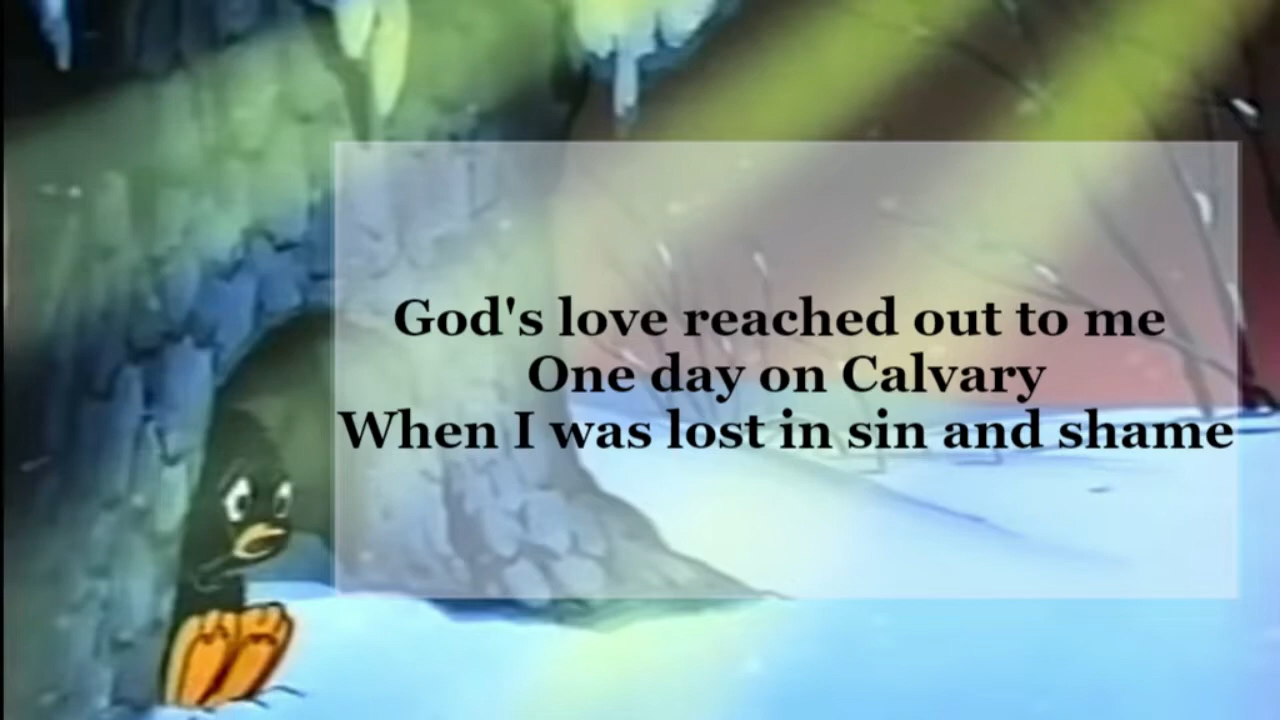 God's love reached out to me
One day on Calvary
When I was lost in sin and shame